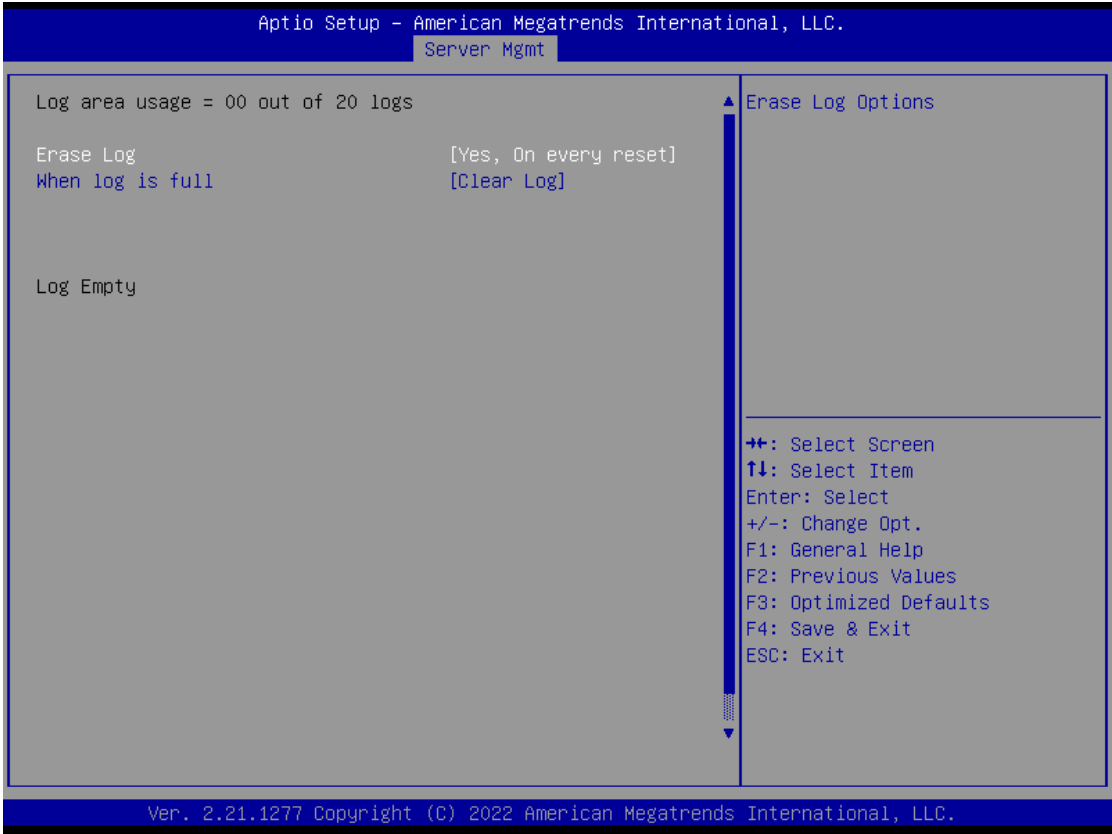 Aptio Setup – American Megatrends International, LLC.
Server Mgmt
Log area usage = 00 out of 20 logs
Erase Log [Yes, On every reset]
When log is full [Clear Log]
Log Empty
Erase Log Options
→←: Select Screen
↑↓: Select Item
Enter: Select
+/-: Change Opt.
F1: General Help
F2: Previous Values
F3: Optimized Defaults
F4: Save & Exit
ESC: Exit
Ver. 2.21.1277 Copyright (C) 2022 American Megatrends International, LLC.